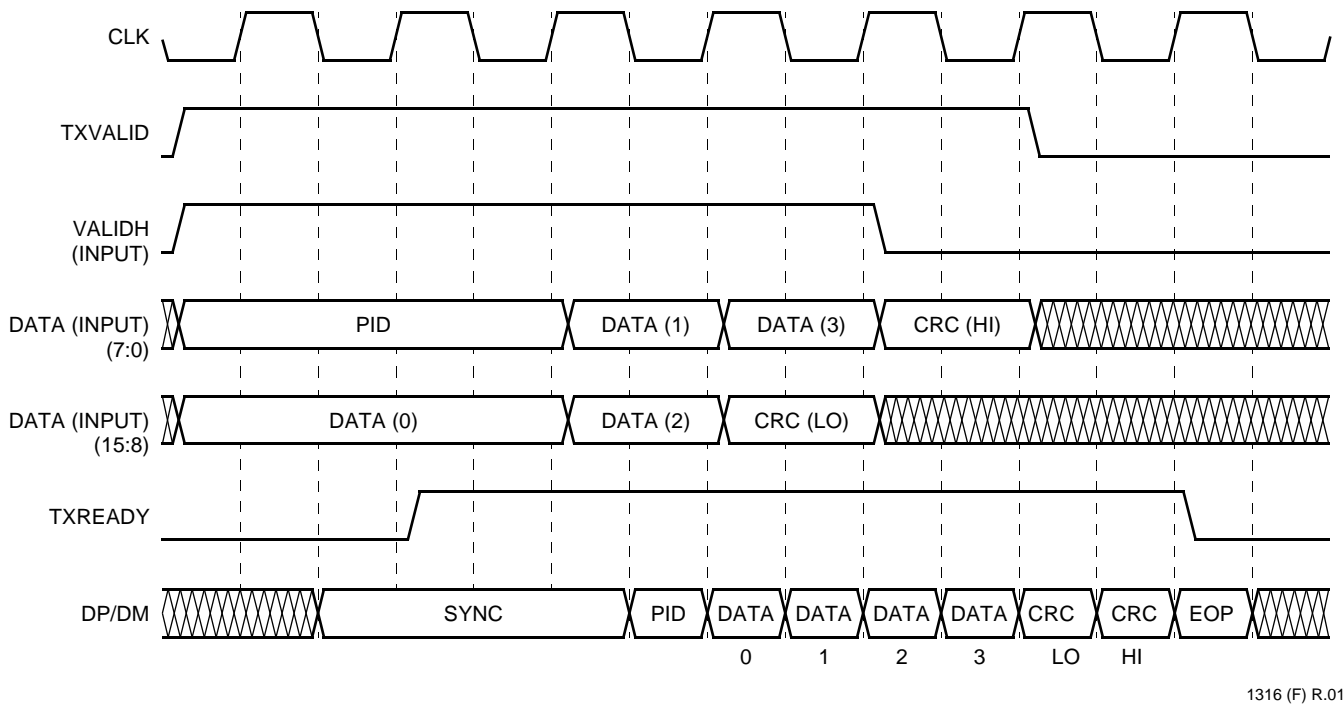 CLK
TXVALID
VALIDH
(INPUT)
DATA (INPUT)
(7:0)
PID
DATA (1)
DATA (3)
CRC (HI)
DATA (INPUT)
(15:8)
DATA (0)
DATA (2)
CRC (LO)
TXREADY
DP/DM
SYNC
PID
DATA
DATA
DATA
DATA
CRC
CRC
EOP
0
1
2
3
LO
HI
1316 (F) R.01